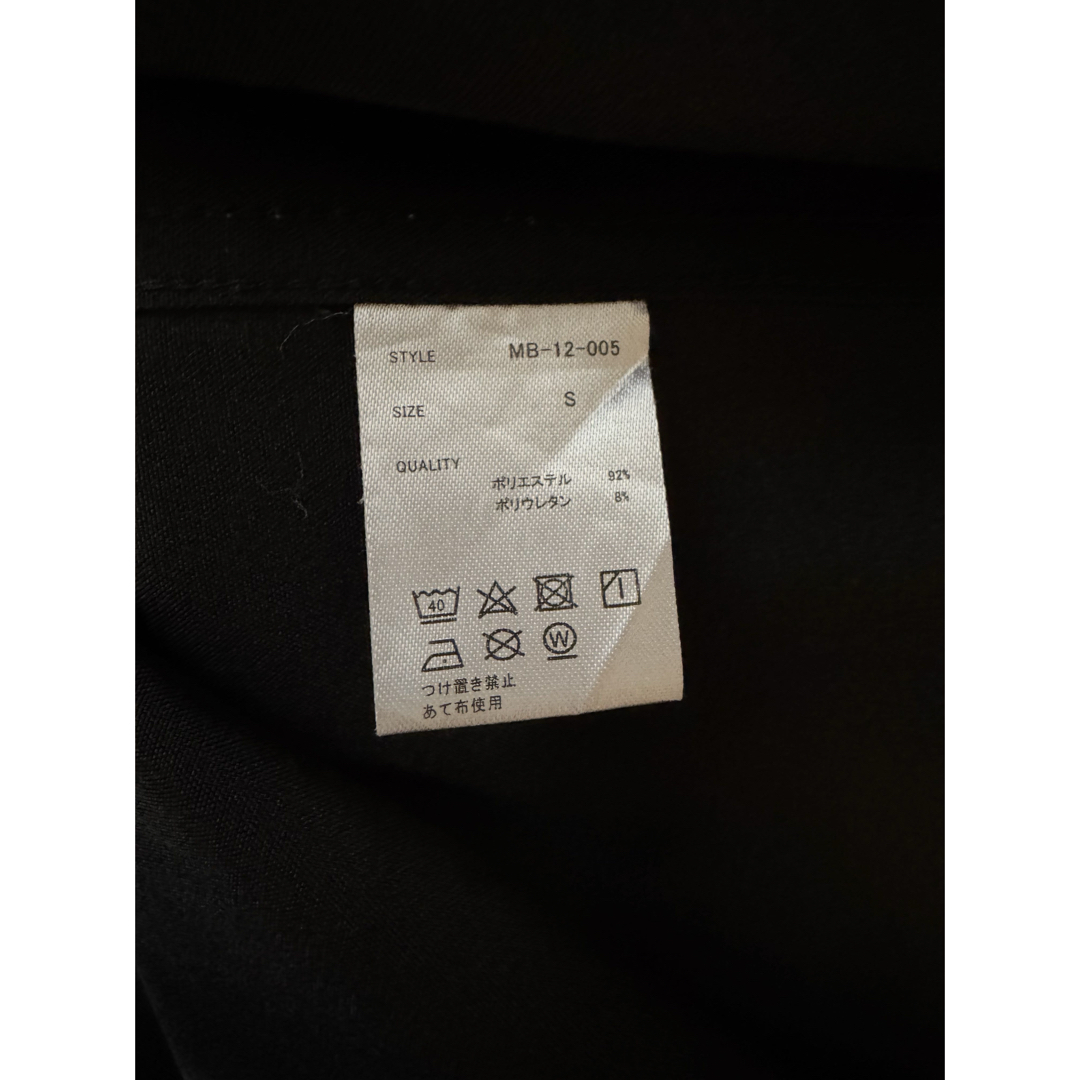 STYLE MB-12-005
SIZE S
QUALITY
ポリエステル 92%
ポリウレタン 8%
40
W
つけ置き禁止
あて布使用